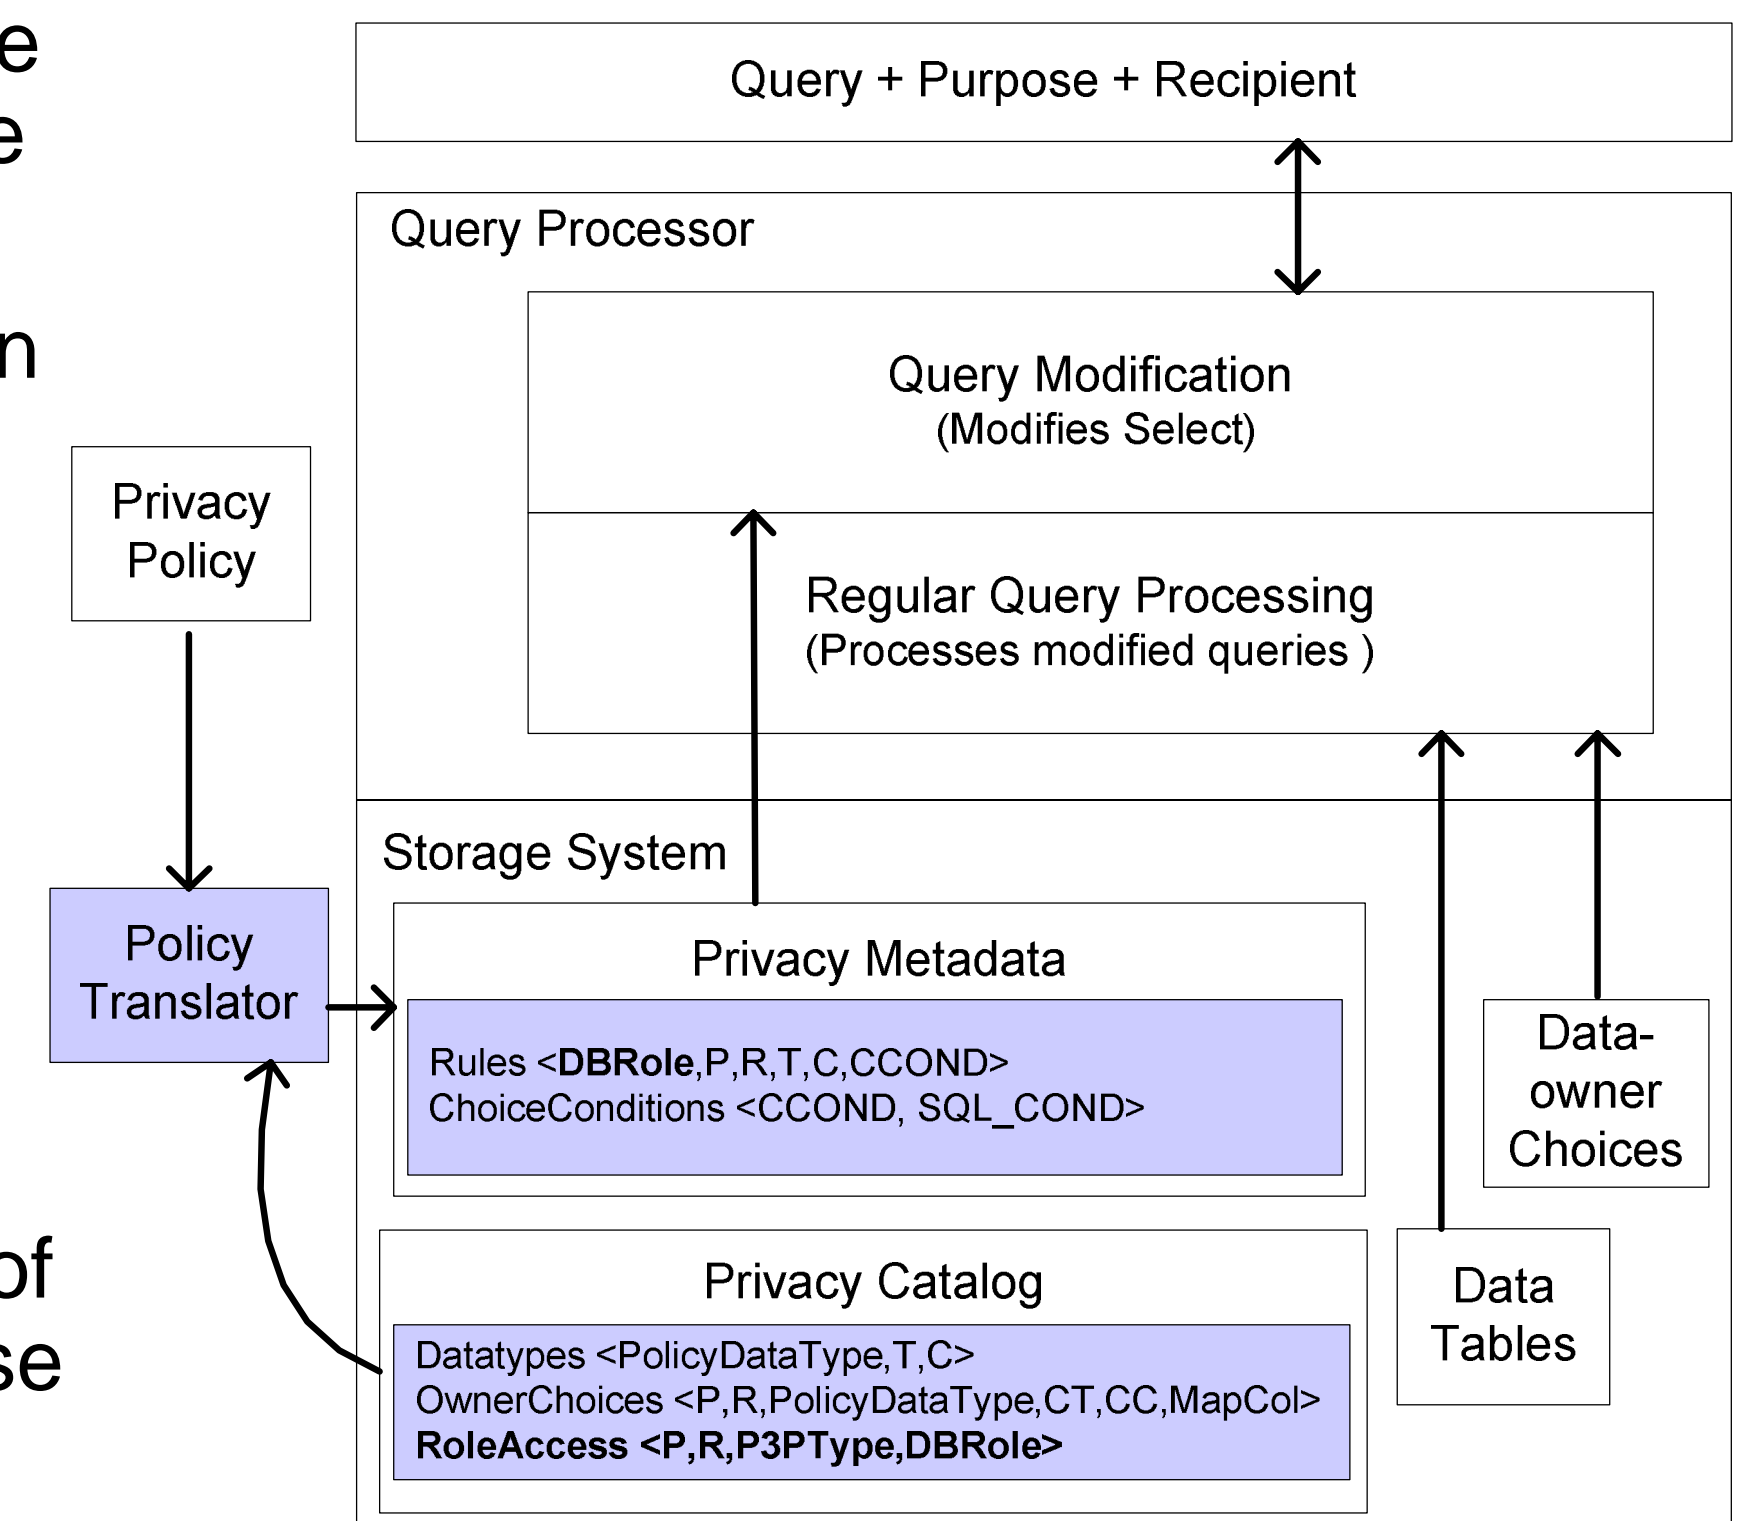 e
e
n
of
se
Query + Purpose + Recipient
Query Processor
Query Modification
(Modifies Select)
Regular Query Processing
(Processes modified queries )
Privacy
Policy
Policy
Translator
Storage System
Privacy Metadata
Rules <DBRole,P,R,T,C,CCOND>
ChoiceConditions <CCOND, SQL_COND>
Data-
owner
Choices
Privacy Catalog
Datatypes <PolicyDataType,T,C>
OwnerChoices <P,R,PolicyDataType,CT,CC,MapCol>
RoleAccess <P,R,P3PType,DBRole>
Data
Tables